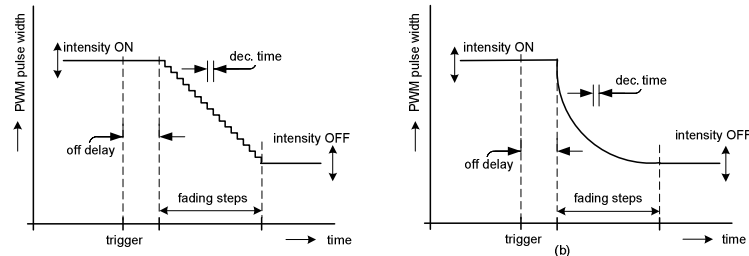 PWM pulse width
intensity ON
dec. time
off delay
intensity OFF
fading steps
trigger
time
PWM pulse width
intensity ON
dec. time
off delay
intensity OFF
fading steps
trigger
time
(b)